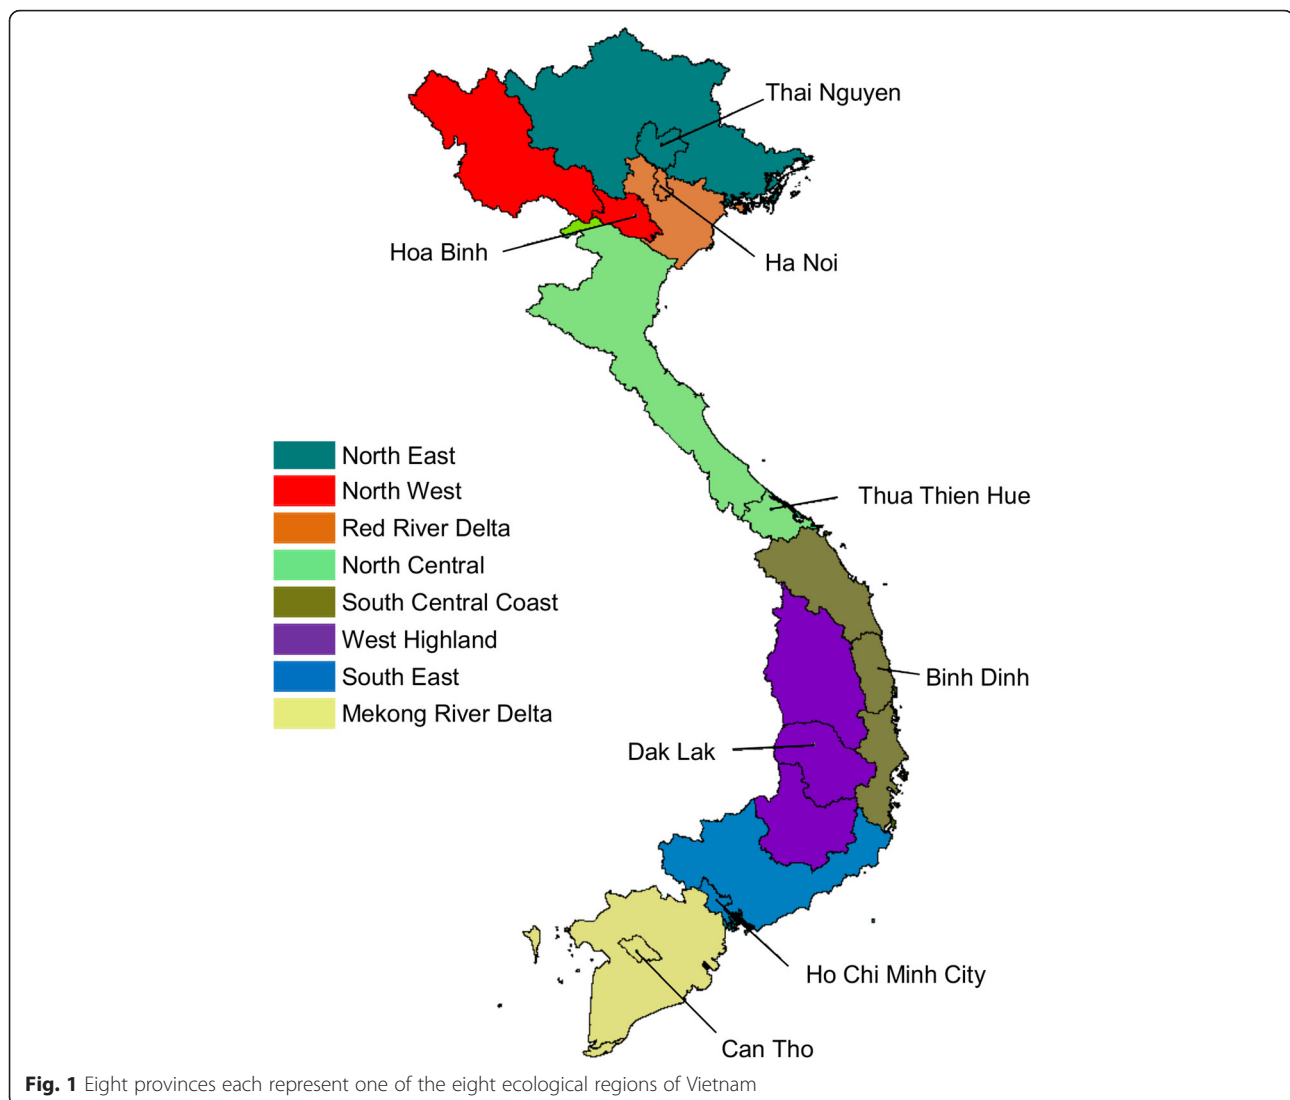 Thai Nguyen
Hoa Binh
Ha Noi
North East
North West
Red River Delta
North Central
South Central Coast
West Highland
South East
Mekong River Delta
Thua Thien Hue
Binh Dinh
Dak Lak
Ho Chi Minh City
Can Tho
Fig. 1 Eight provinces each represent one of the eight ecological regions of Vietnam